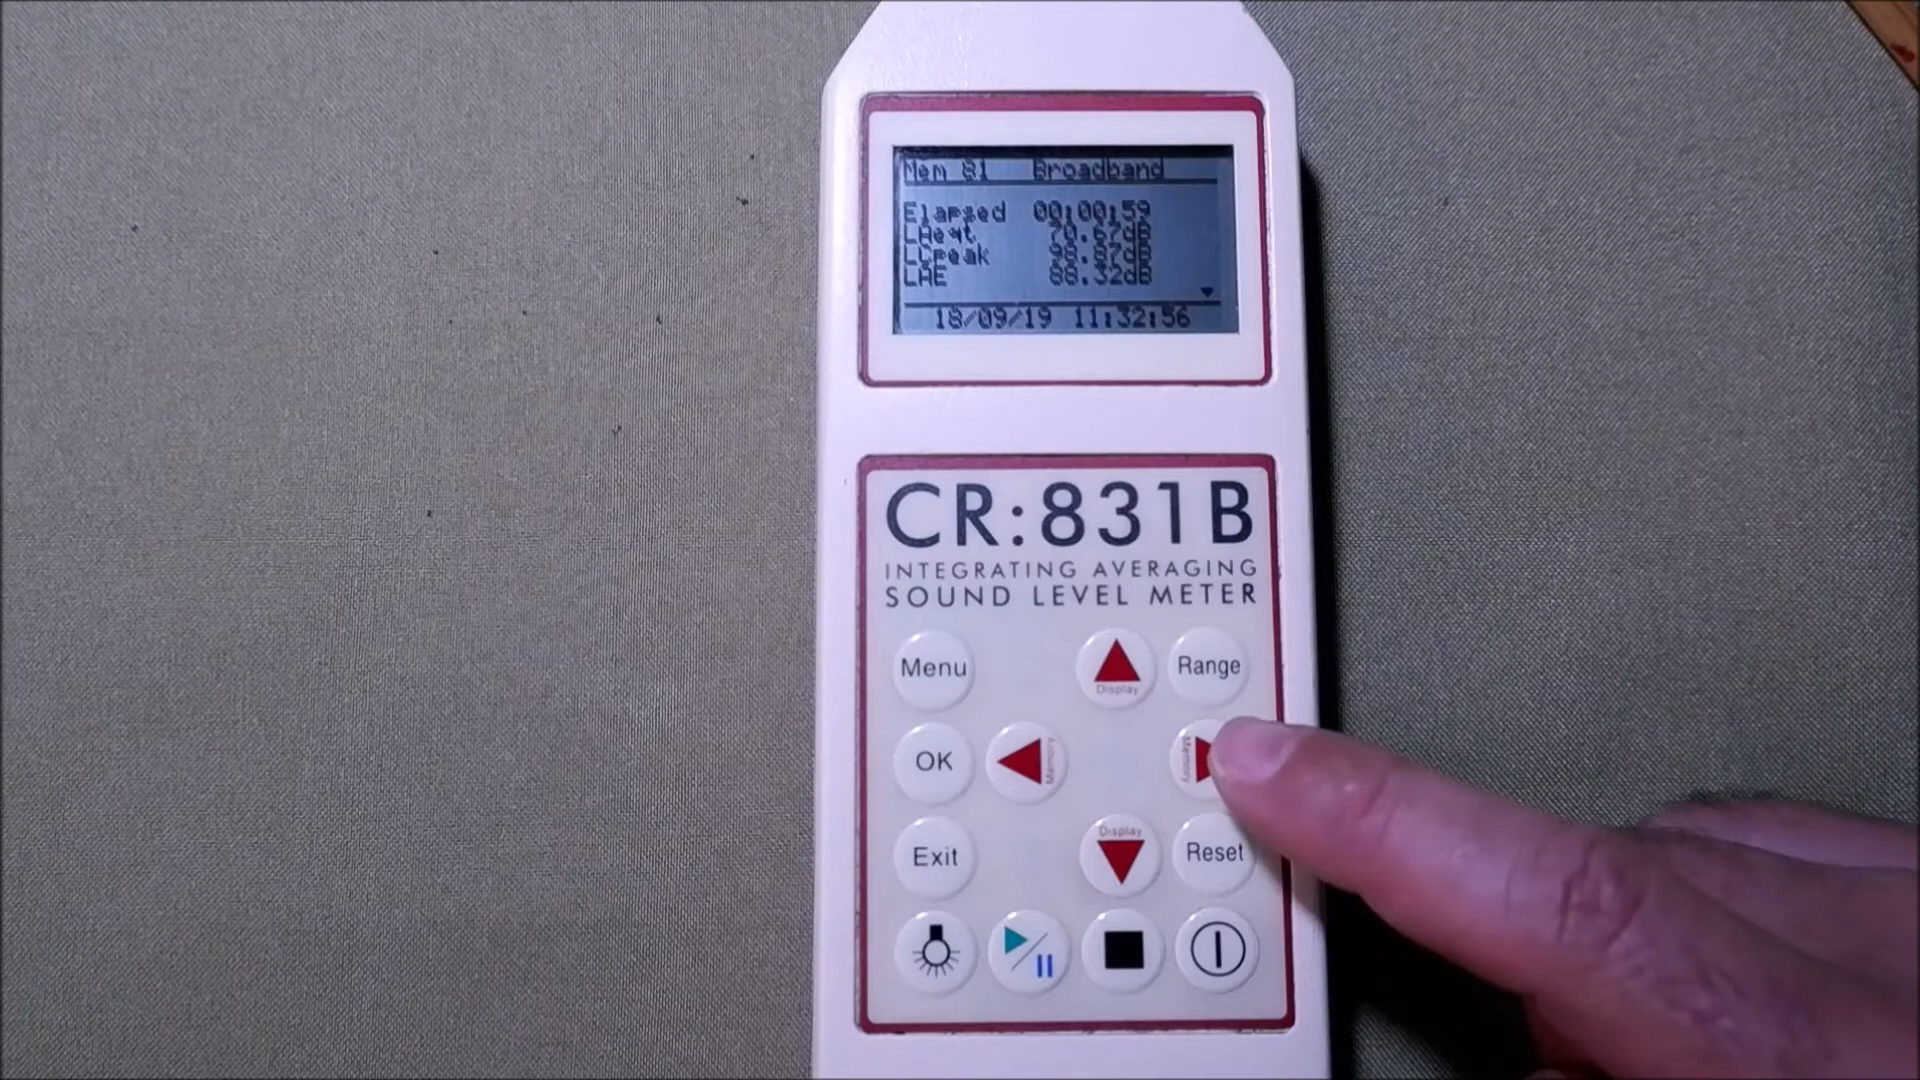 Mem 81 Broadband
Elapsed 00:00:59
LAeqt 70.67dB
LCPeak 98.87dB
LAE 88.32dB
18/09/19 11:32:56
CR:831B
INTEGRATING AVERAGING
SOUND LEVEL METER
Menu
Display
Range
OK
Memory
Memory
Exit
Display
Reset